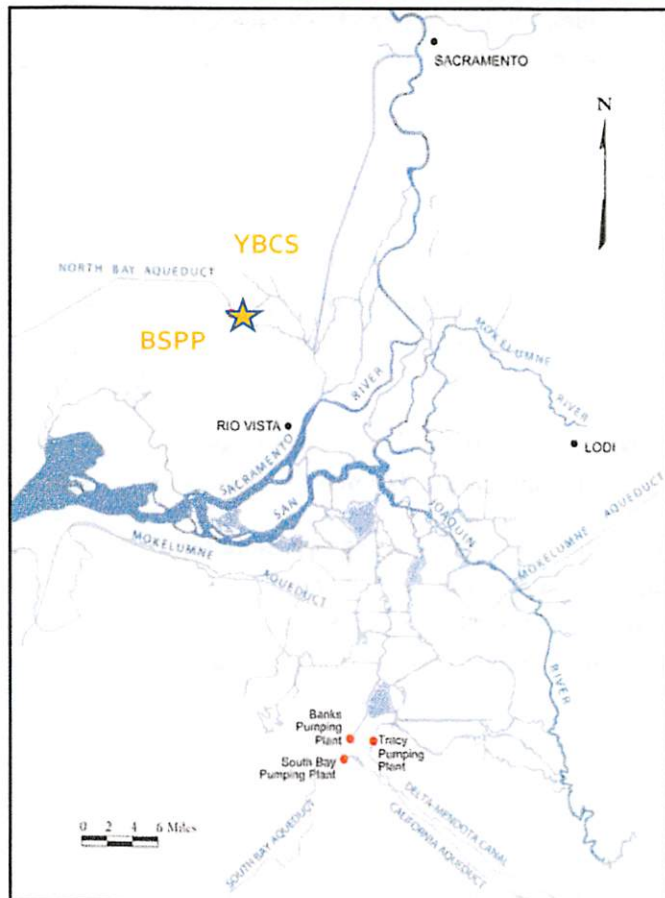 SACRAMENTO
N
YBCS
NORTH BAY AQUEDUCT
BSPP
MOKELUMNE
RIVER
RIVER
RIO VISTA
LODI
SACRAMENTO
SAN
JOAQUIN
MOKELUMNE AQUEDUCT
MOKELUMNE
AQUEDUCT
RIVER
Banks
Pumping
Plant
Tracy
Pumping
Plant
South Bay
Pumping Plant
DELTA-MENDOTA CANAL
CALIFORNIA AQUEDUCT
SOUTH BAY AQUEDUCT
0 2 4 6 Miles